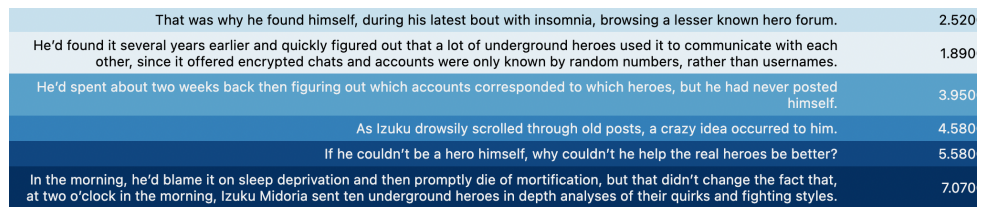 That was why he found himself, during his latest bout with insomnia, browsing a lesser known hero forum. 2.520
He'd found it several years earlier and quickly figured out that a lot of underground heroes used it to communicate with each
other, since it offered encrypted chats and accounts were only known by random numbers, rather than usernames. 1.890
He'd spent about two weeks back then figuring out which accounts corresponded to which heroes, but he had never posted
himself. 3.950
As Izuku drowsily scrolled through old posts, a crazy idea occurred to him. 4.580
If he couldn't be a hero himself, why couldn't he help the real heroes be better? 5.580
In the morning, he'd blame it on sleep deprivation and then promptly die of mortification, but that didn't change the fact that,
at two o'clock in the morning, Izuku Midoria sent ten underground heroes in depth analyses of their quirks and fighting styles. 7.070